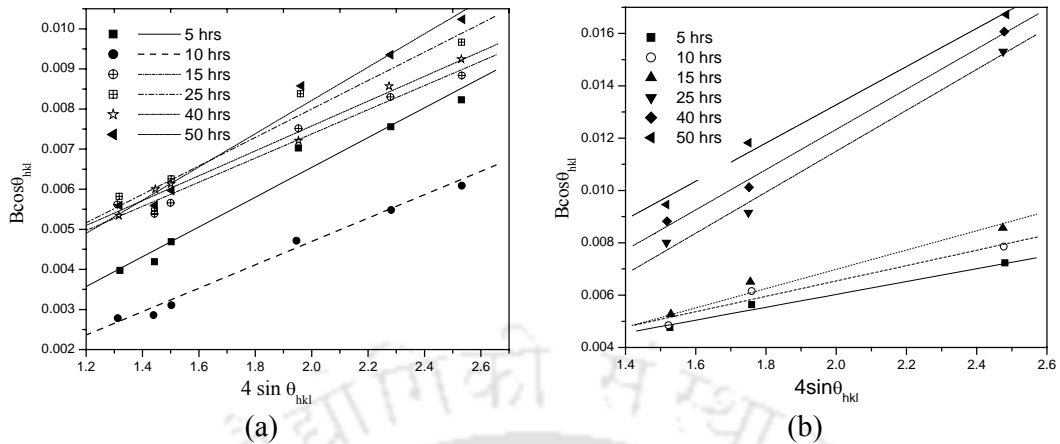 0.010
0.009
0.008
0.007
0.006
0.005
0.004
0.003
0.002
Bcosθhkl
5 hrs
10 hrs
15 hrs
25 hrs
40 hrs
50 hrs
1.2 1.4 1.6 1.8 2.0 2.2 2.4 2.6
4 sin θhkl
(a)
0.016
0.014
0.012
0.010
0.008
0.006
0.004
Bcosθhkl
5 hrs
10 hrs
15 hrs
25 hrs
40 hrs
50 hrs
1.4 1.6 1.8 2.0 2.2 2.4 2.6
4sinθhkl
(b)